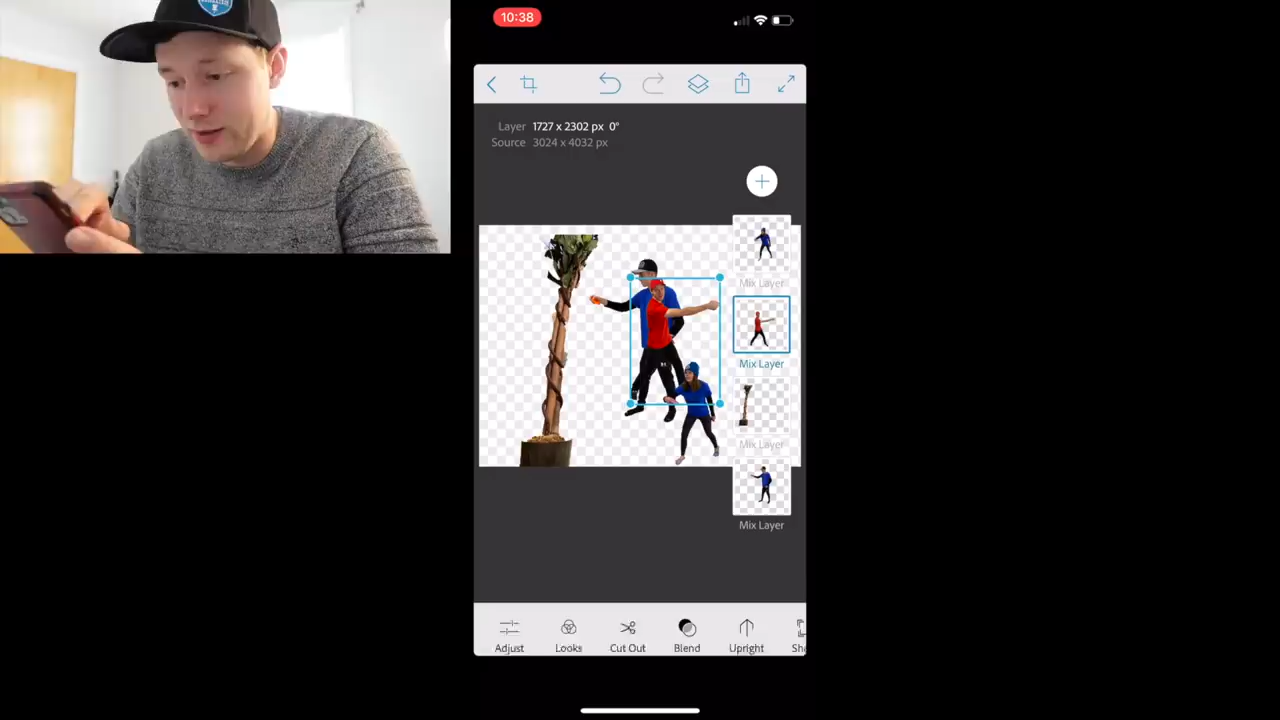 10:38
Layer 1727 x 2302 px 0°
Source 3024 x 4032 px
Mix Layer
Mix Layer
Mix Layer
Mix Layer
Adjust
Looks
Cut Out
Blend
Upright